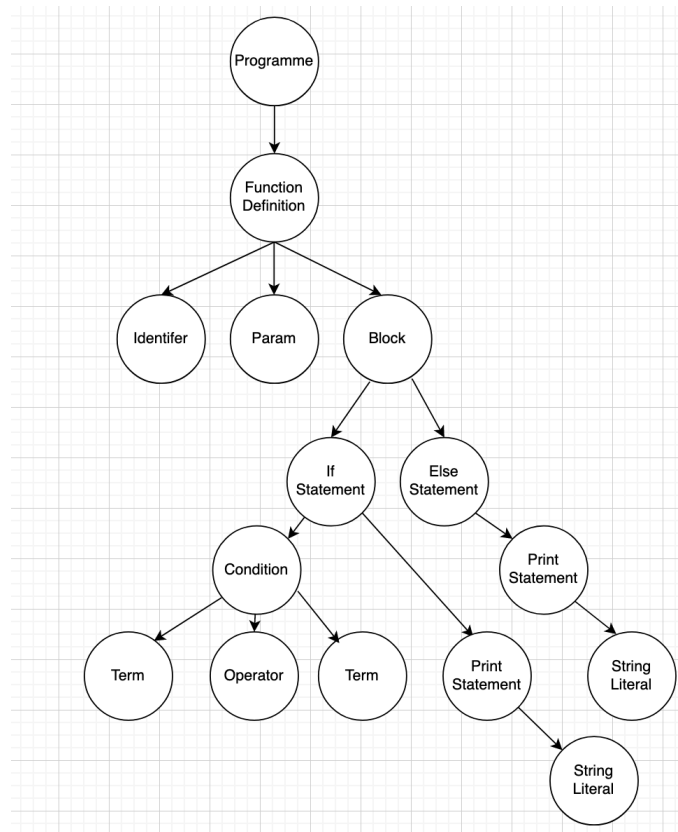 Programme
Function
Definition
Identifer
Param
Block
If
Statement
Else
Statement
Condition
Print
Statement
Term
Operator
Term
Print
Statement
String
Literal
String
Literal